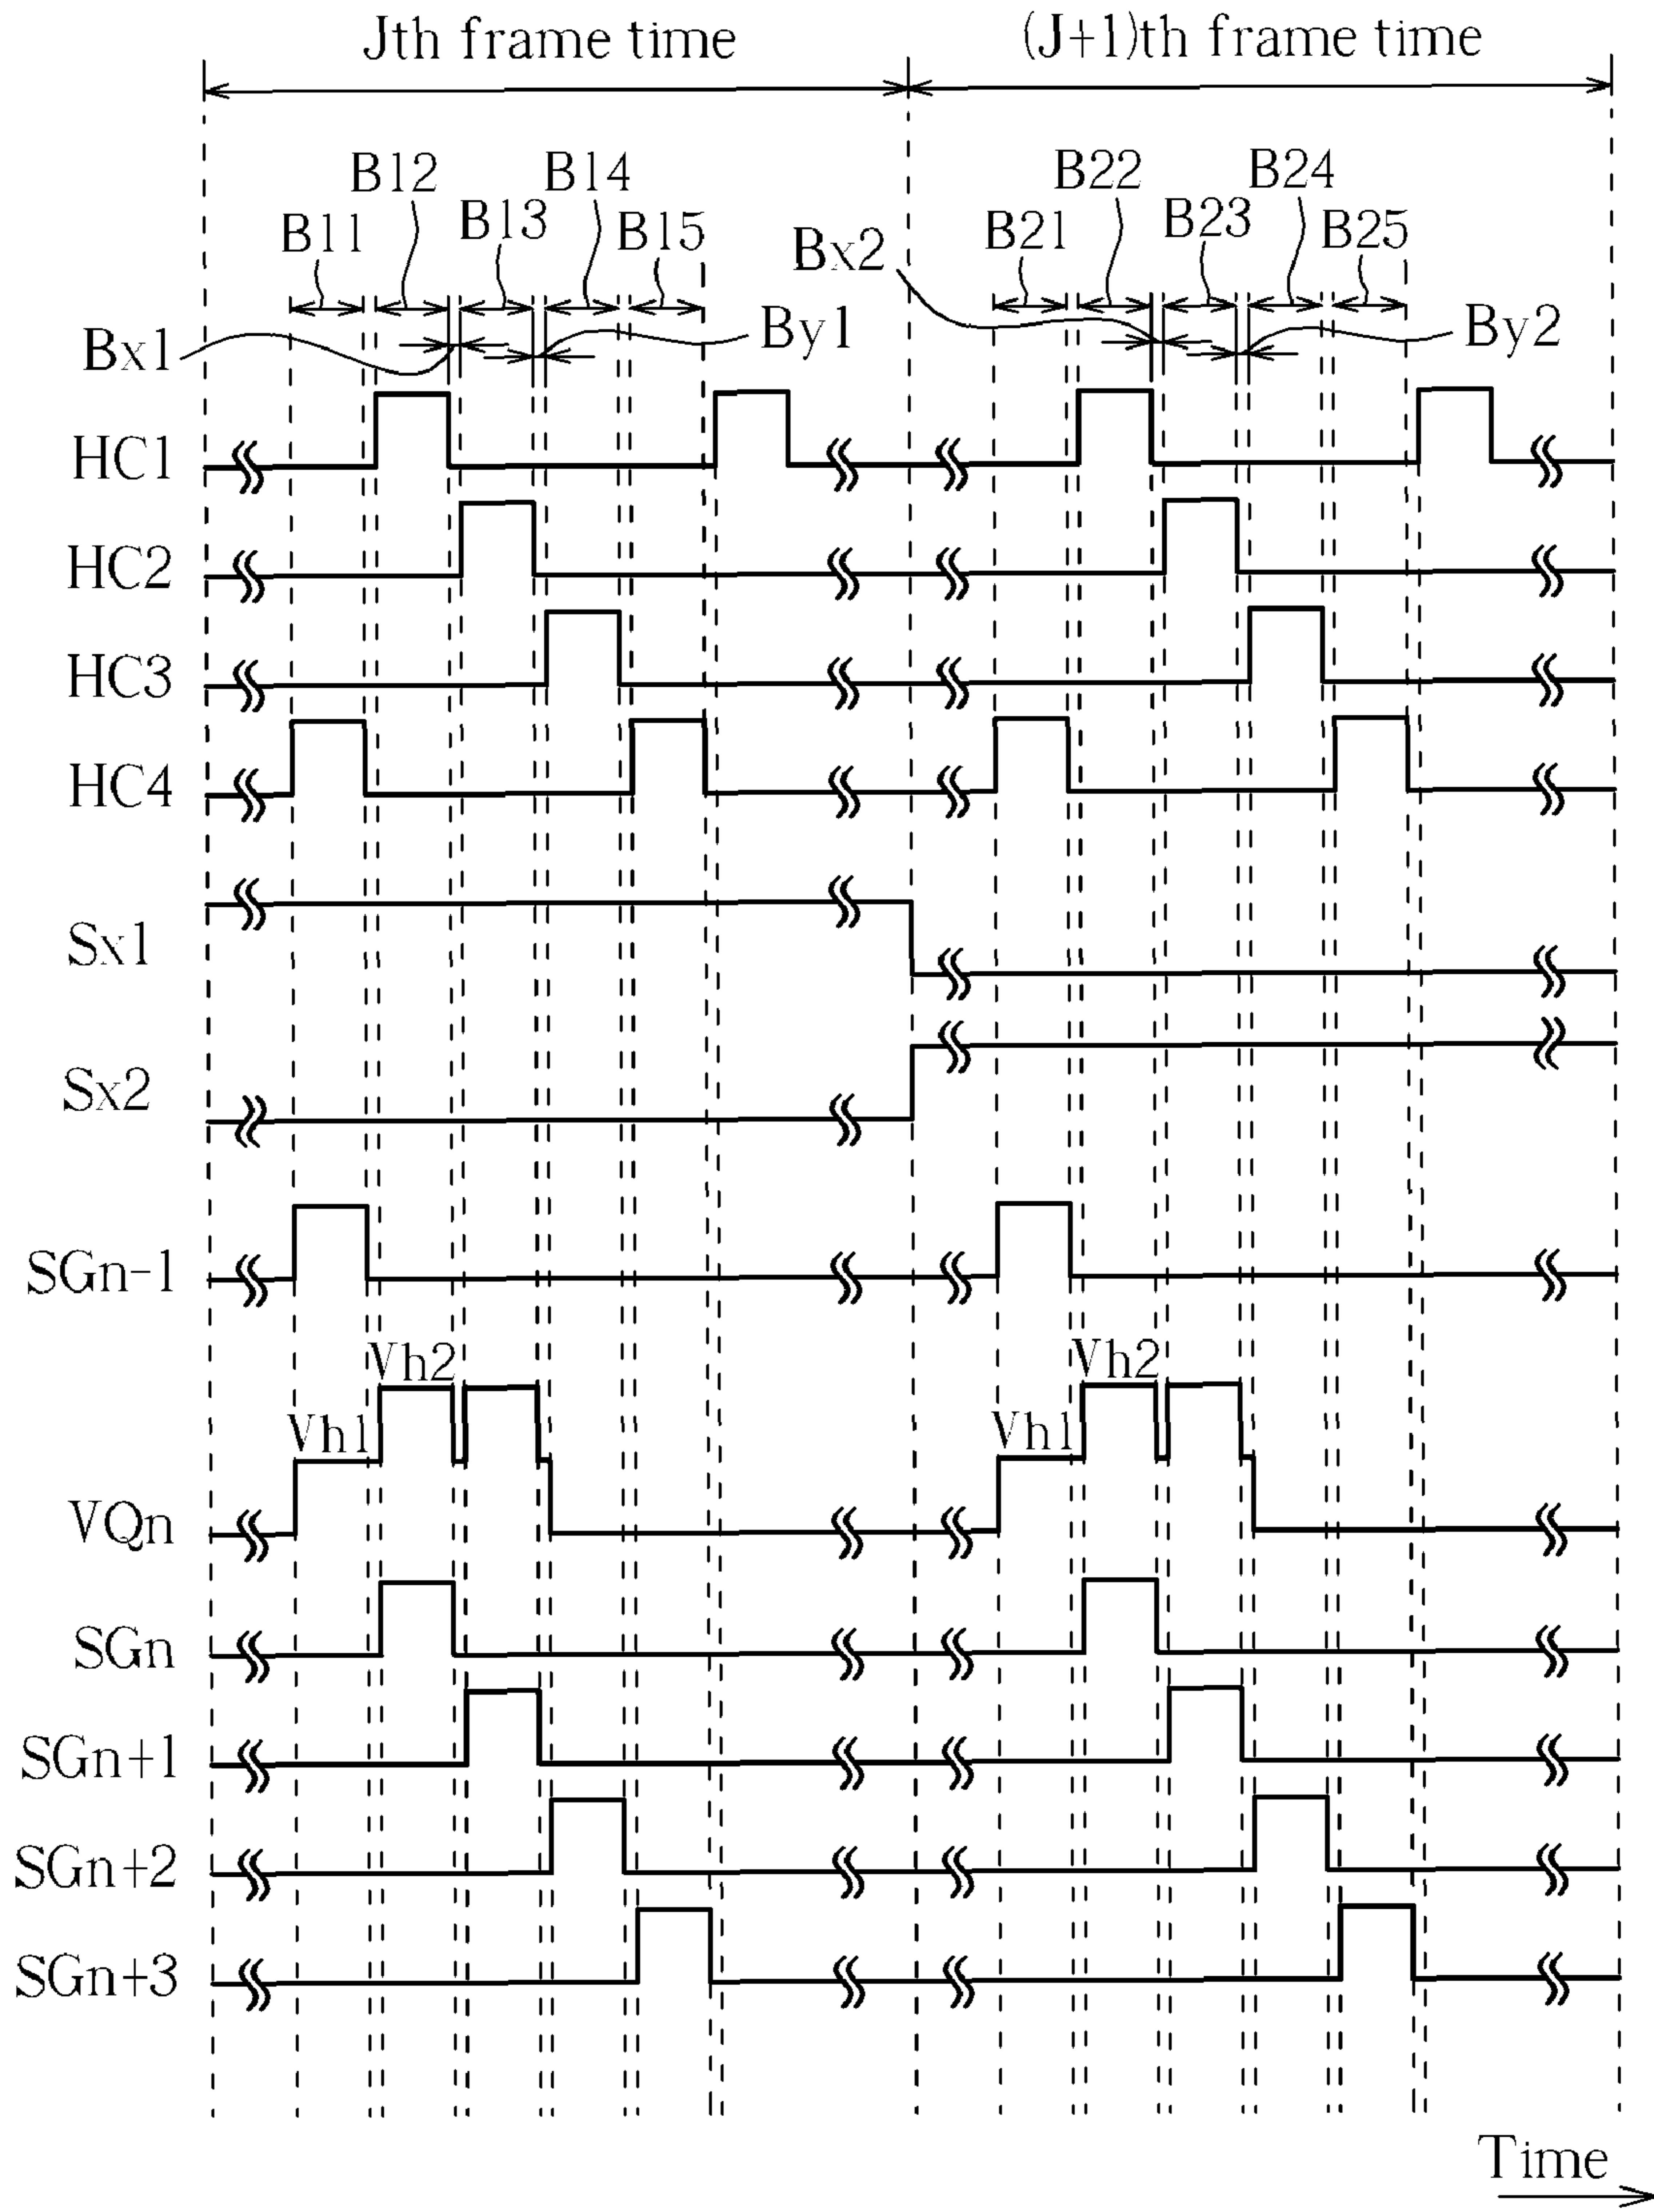 Jth frame time (J+1)th frame time
B12 B14 B22 B24
B11 B13 B15 B21 B23 B25
Bx2
Bx1 By1 By2
HC1
HC2
HC3
HC4
Sx1
Sx2
SGn-1
Vh2 Vh2
Vh1 Vh1
VQn
SGn
SGn+1
SGn+2
SGn+3
Time